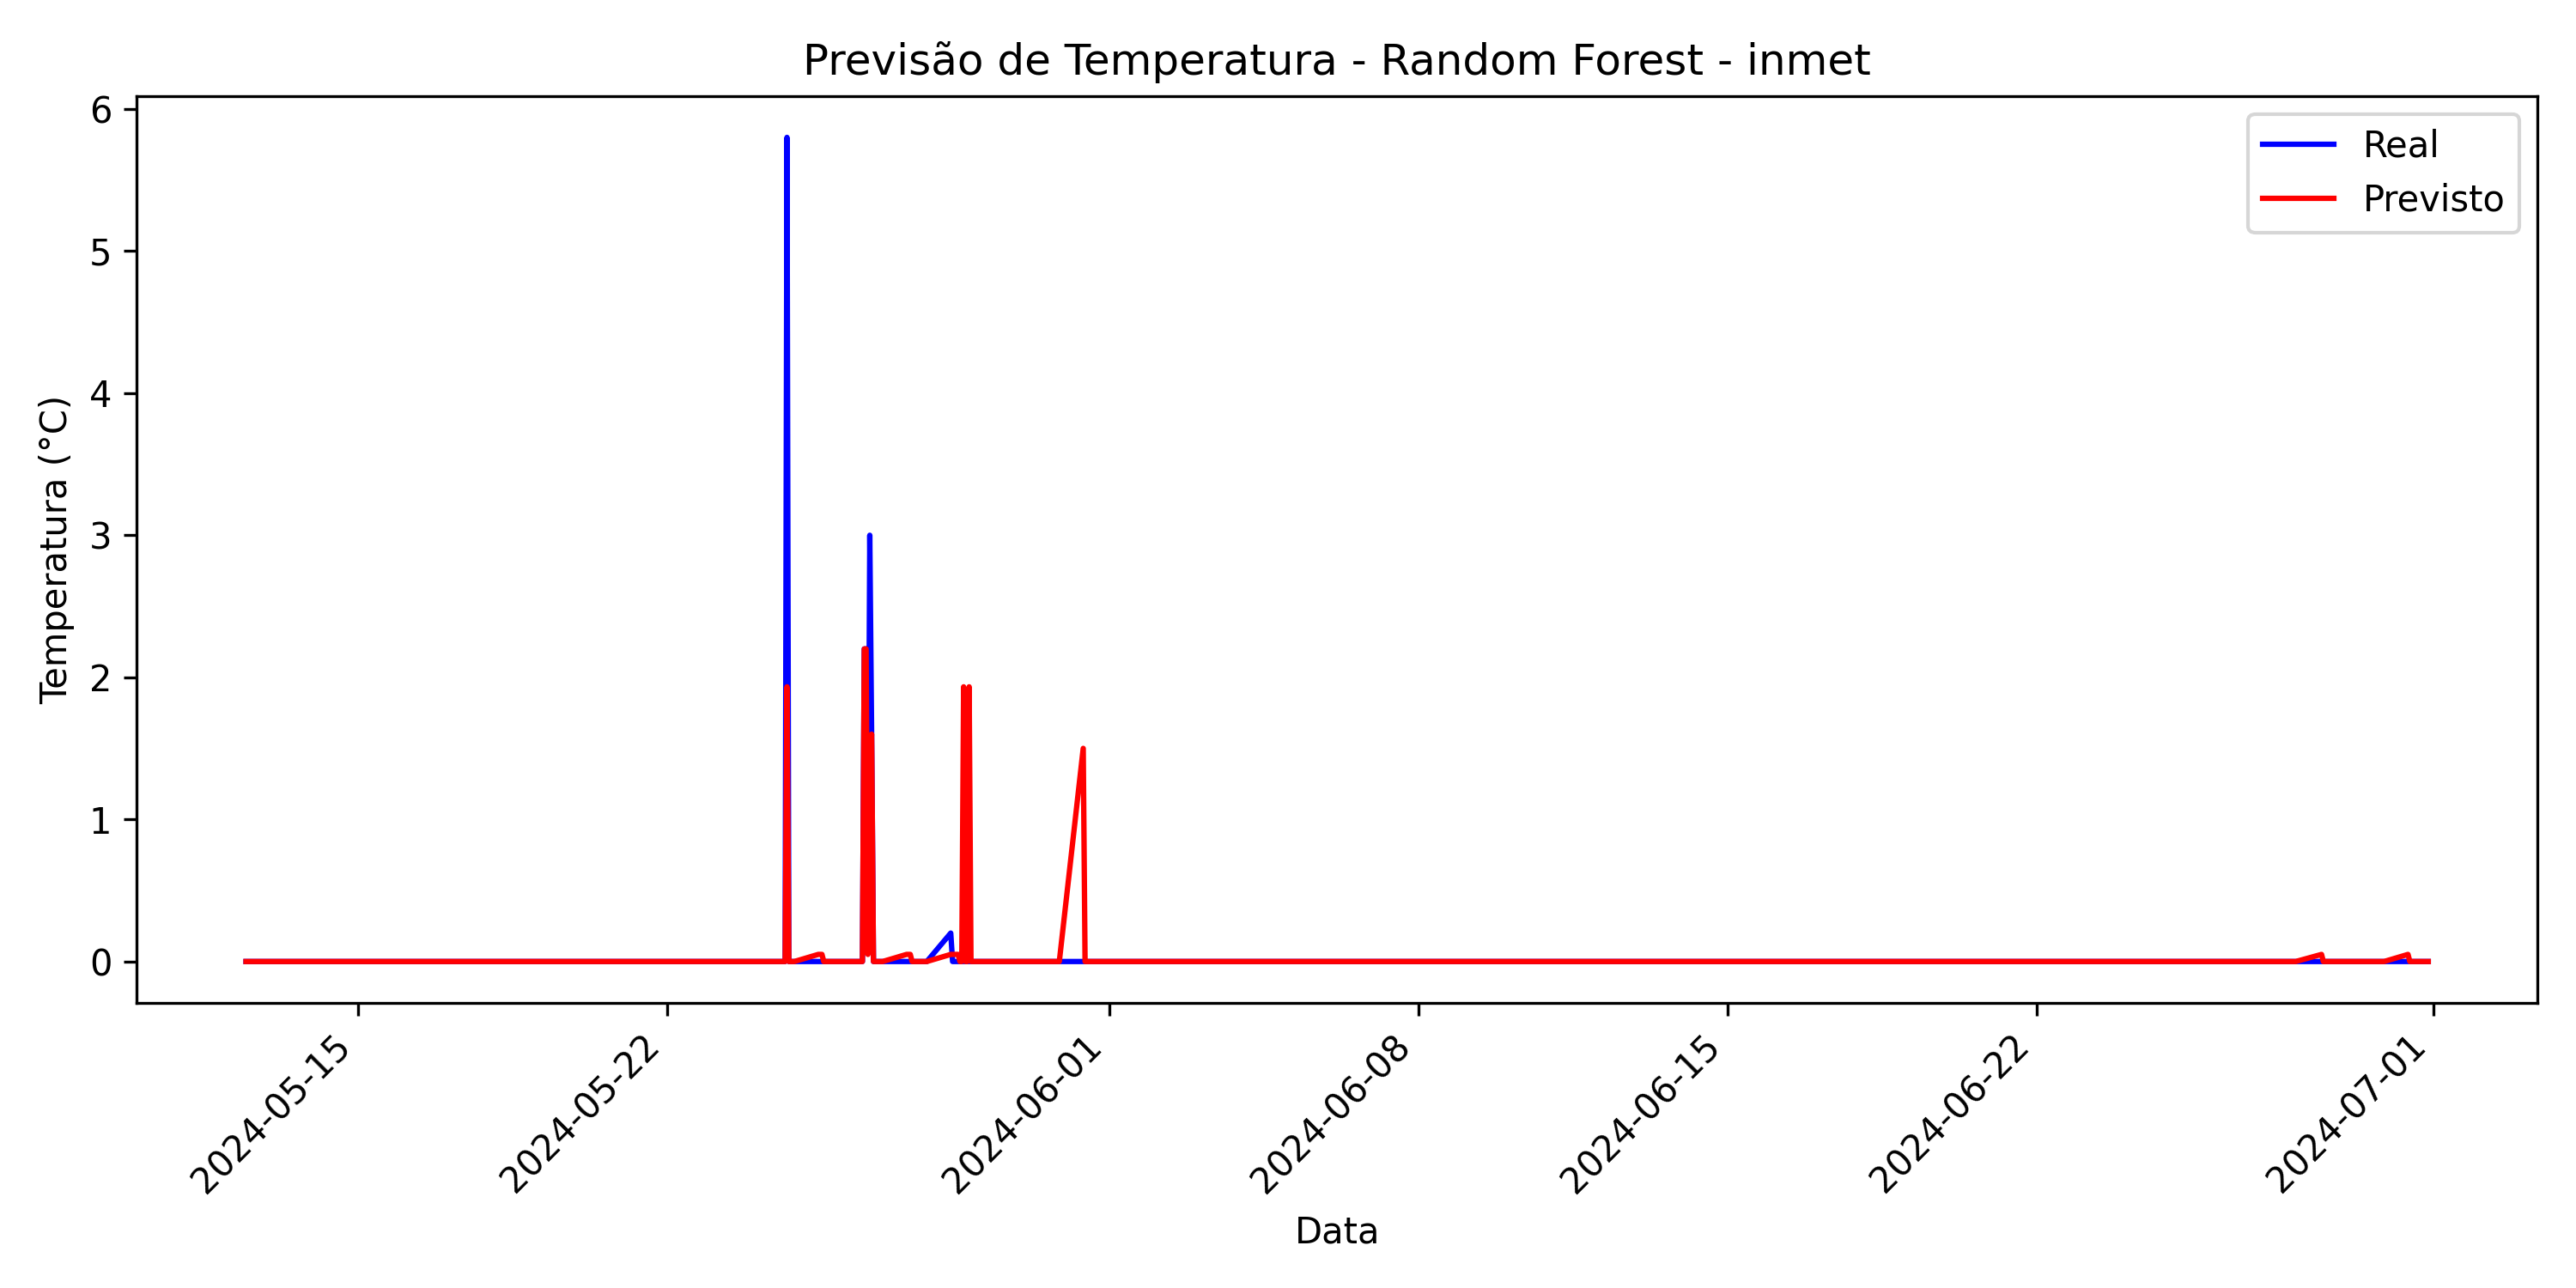 Previsão de Temperatura - Random Forest - inmet
Real
Previsto
Temperatura (°C)
6
5
4
3
2
1
0
2024-05-15
2024-05-22
2024-06-01
2024-06-08
2024-06-15
2024-06-22
2024-07-01
Data